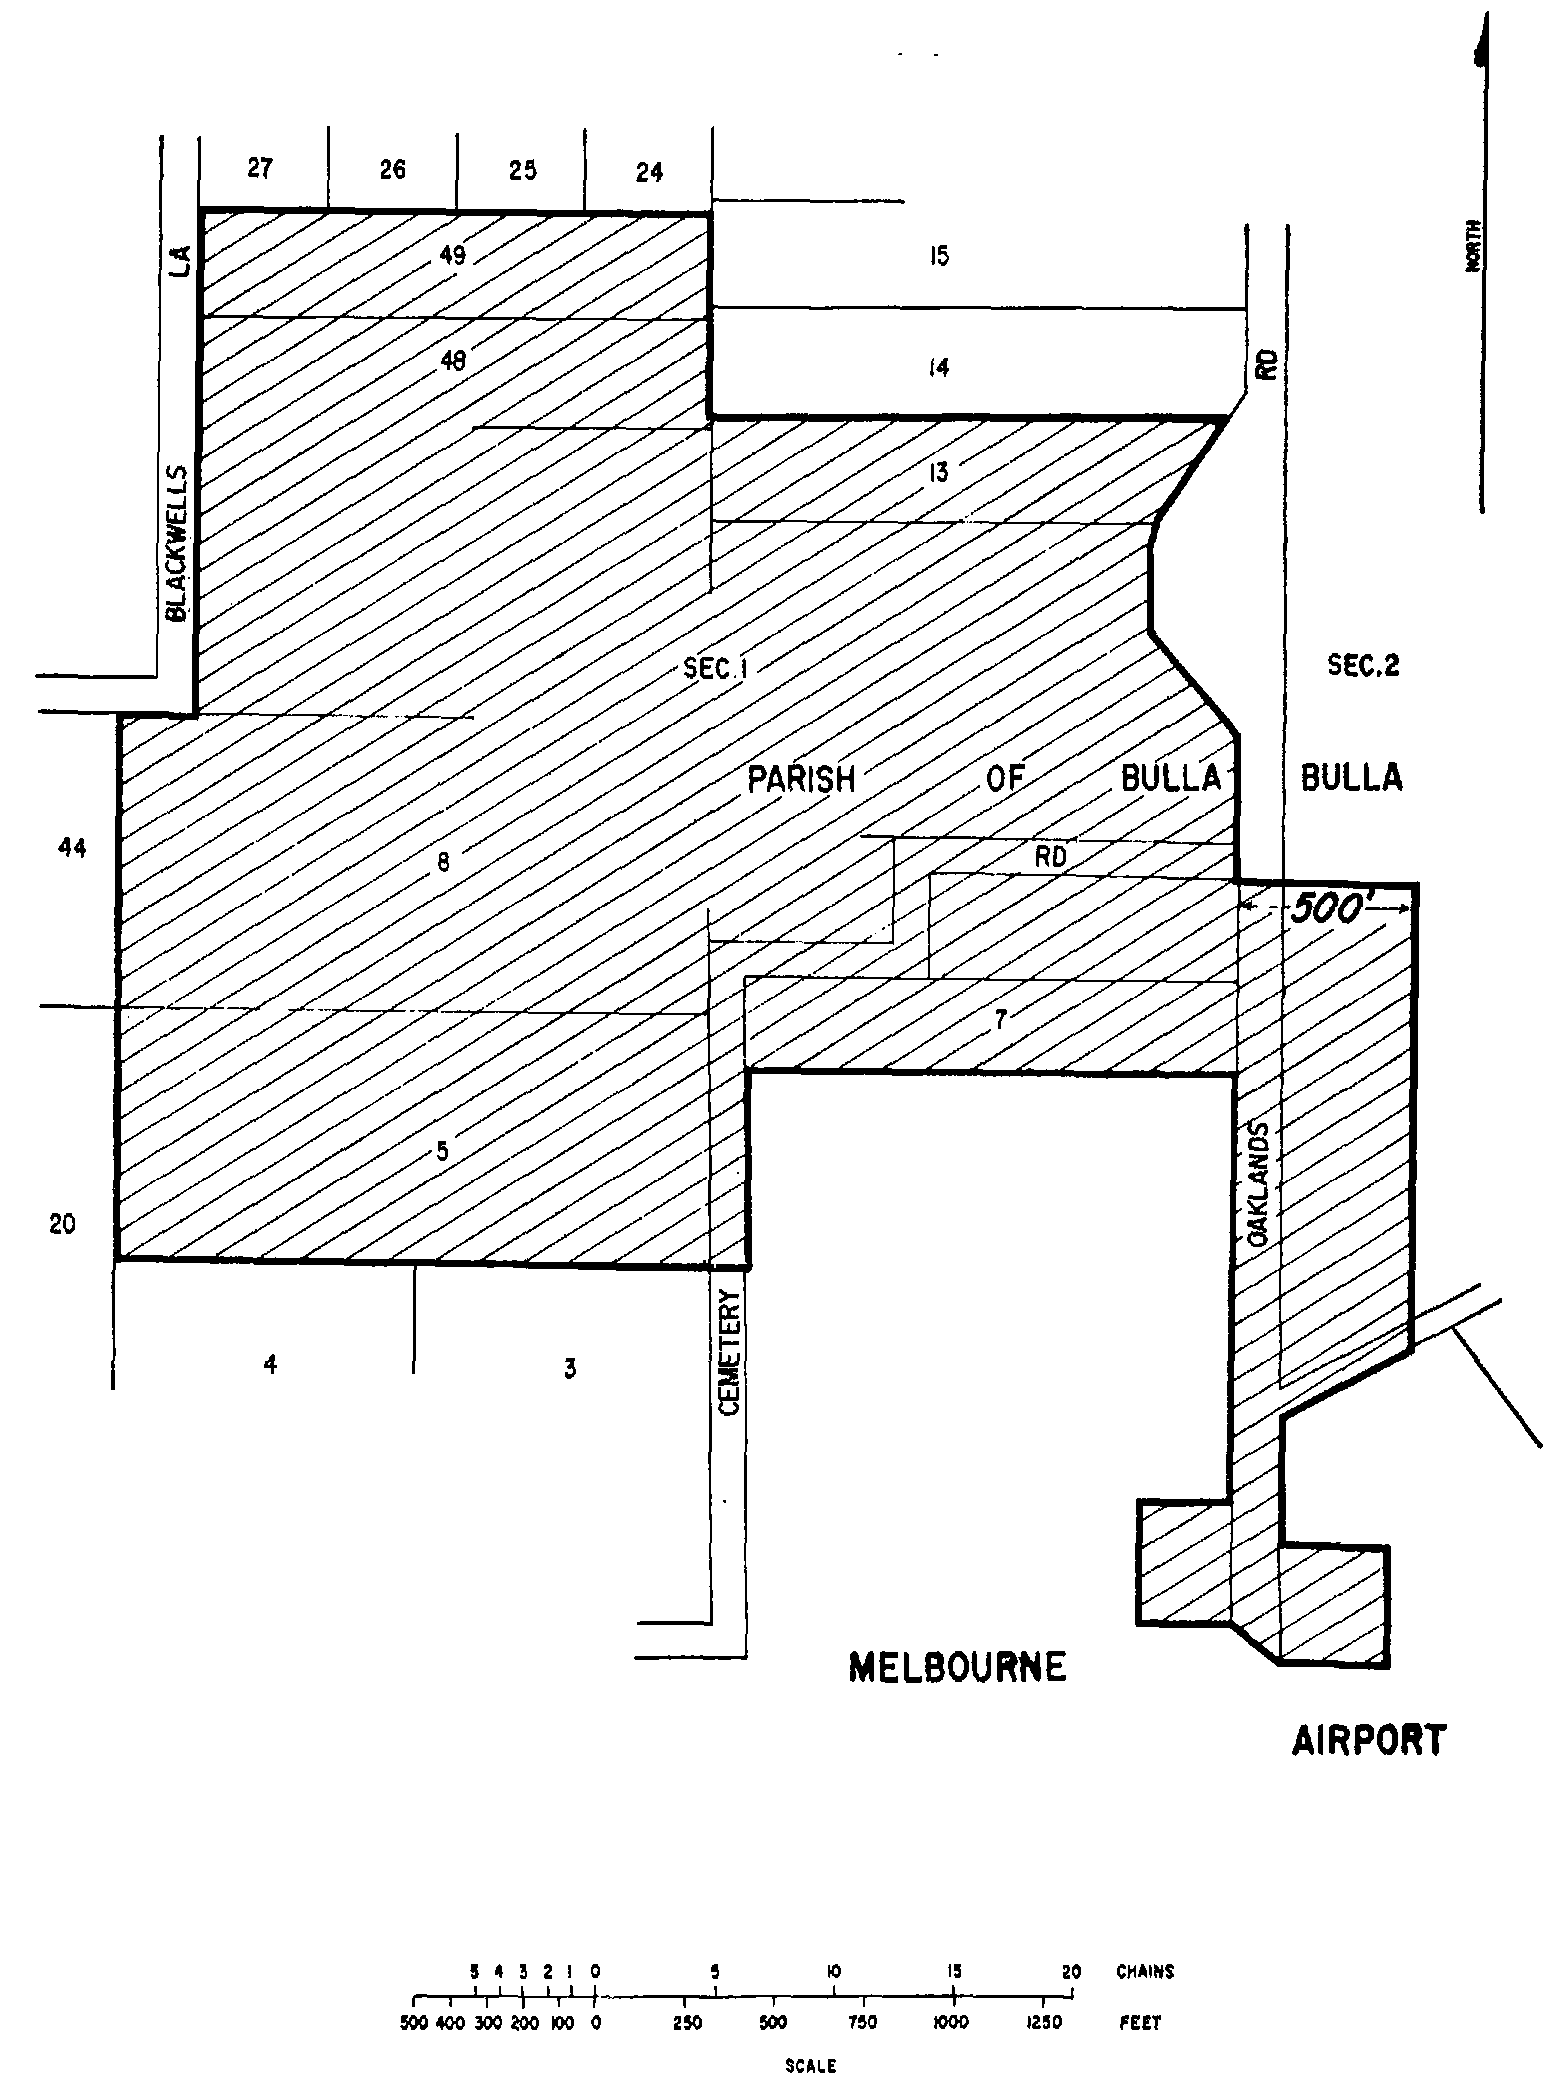 27 26 25 24
NORTH
LA
49
15
48
14
RD
13
BLACKWELLS
SEC.1
SEC.2
PARISH OF BULLA BULLA
44
8
RD
500'
7
5
OAKLANDS
20
4
3
CEMETERY
MELBOURNE
AIRPORT
5 4 3 2 1 0 5 10 15 20 CHAINS
500 400 300 200 100 0 250 500 750 1000 1250 FEET
SCALE